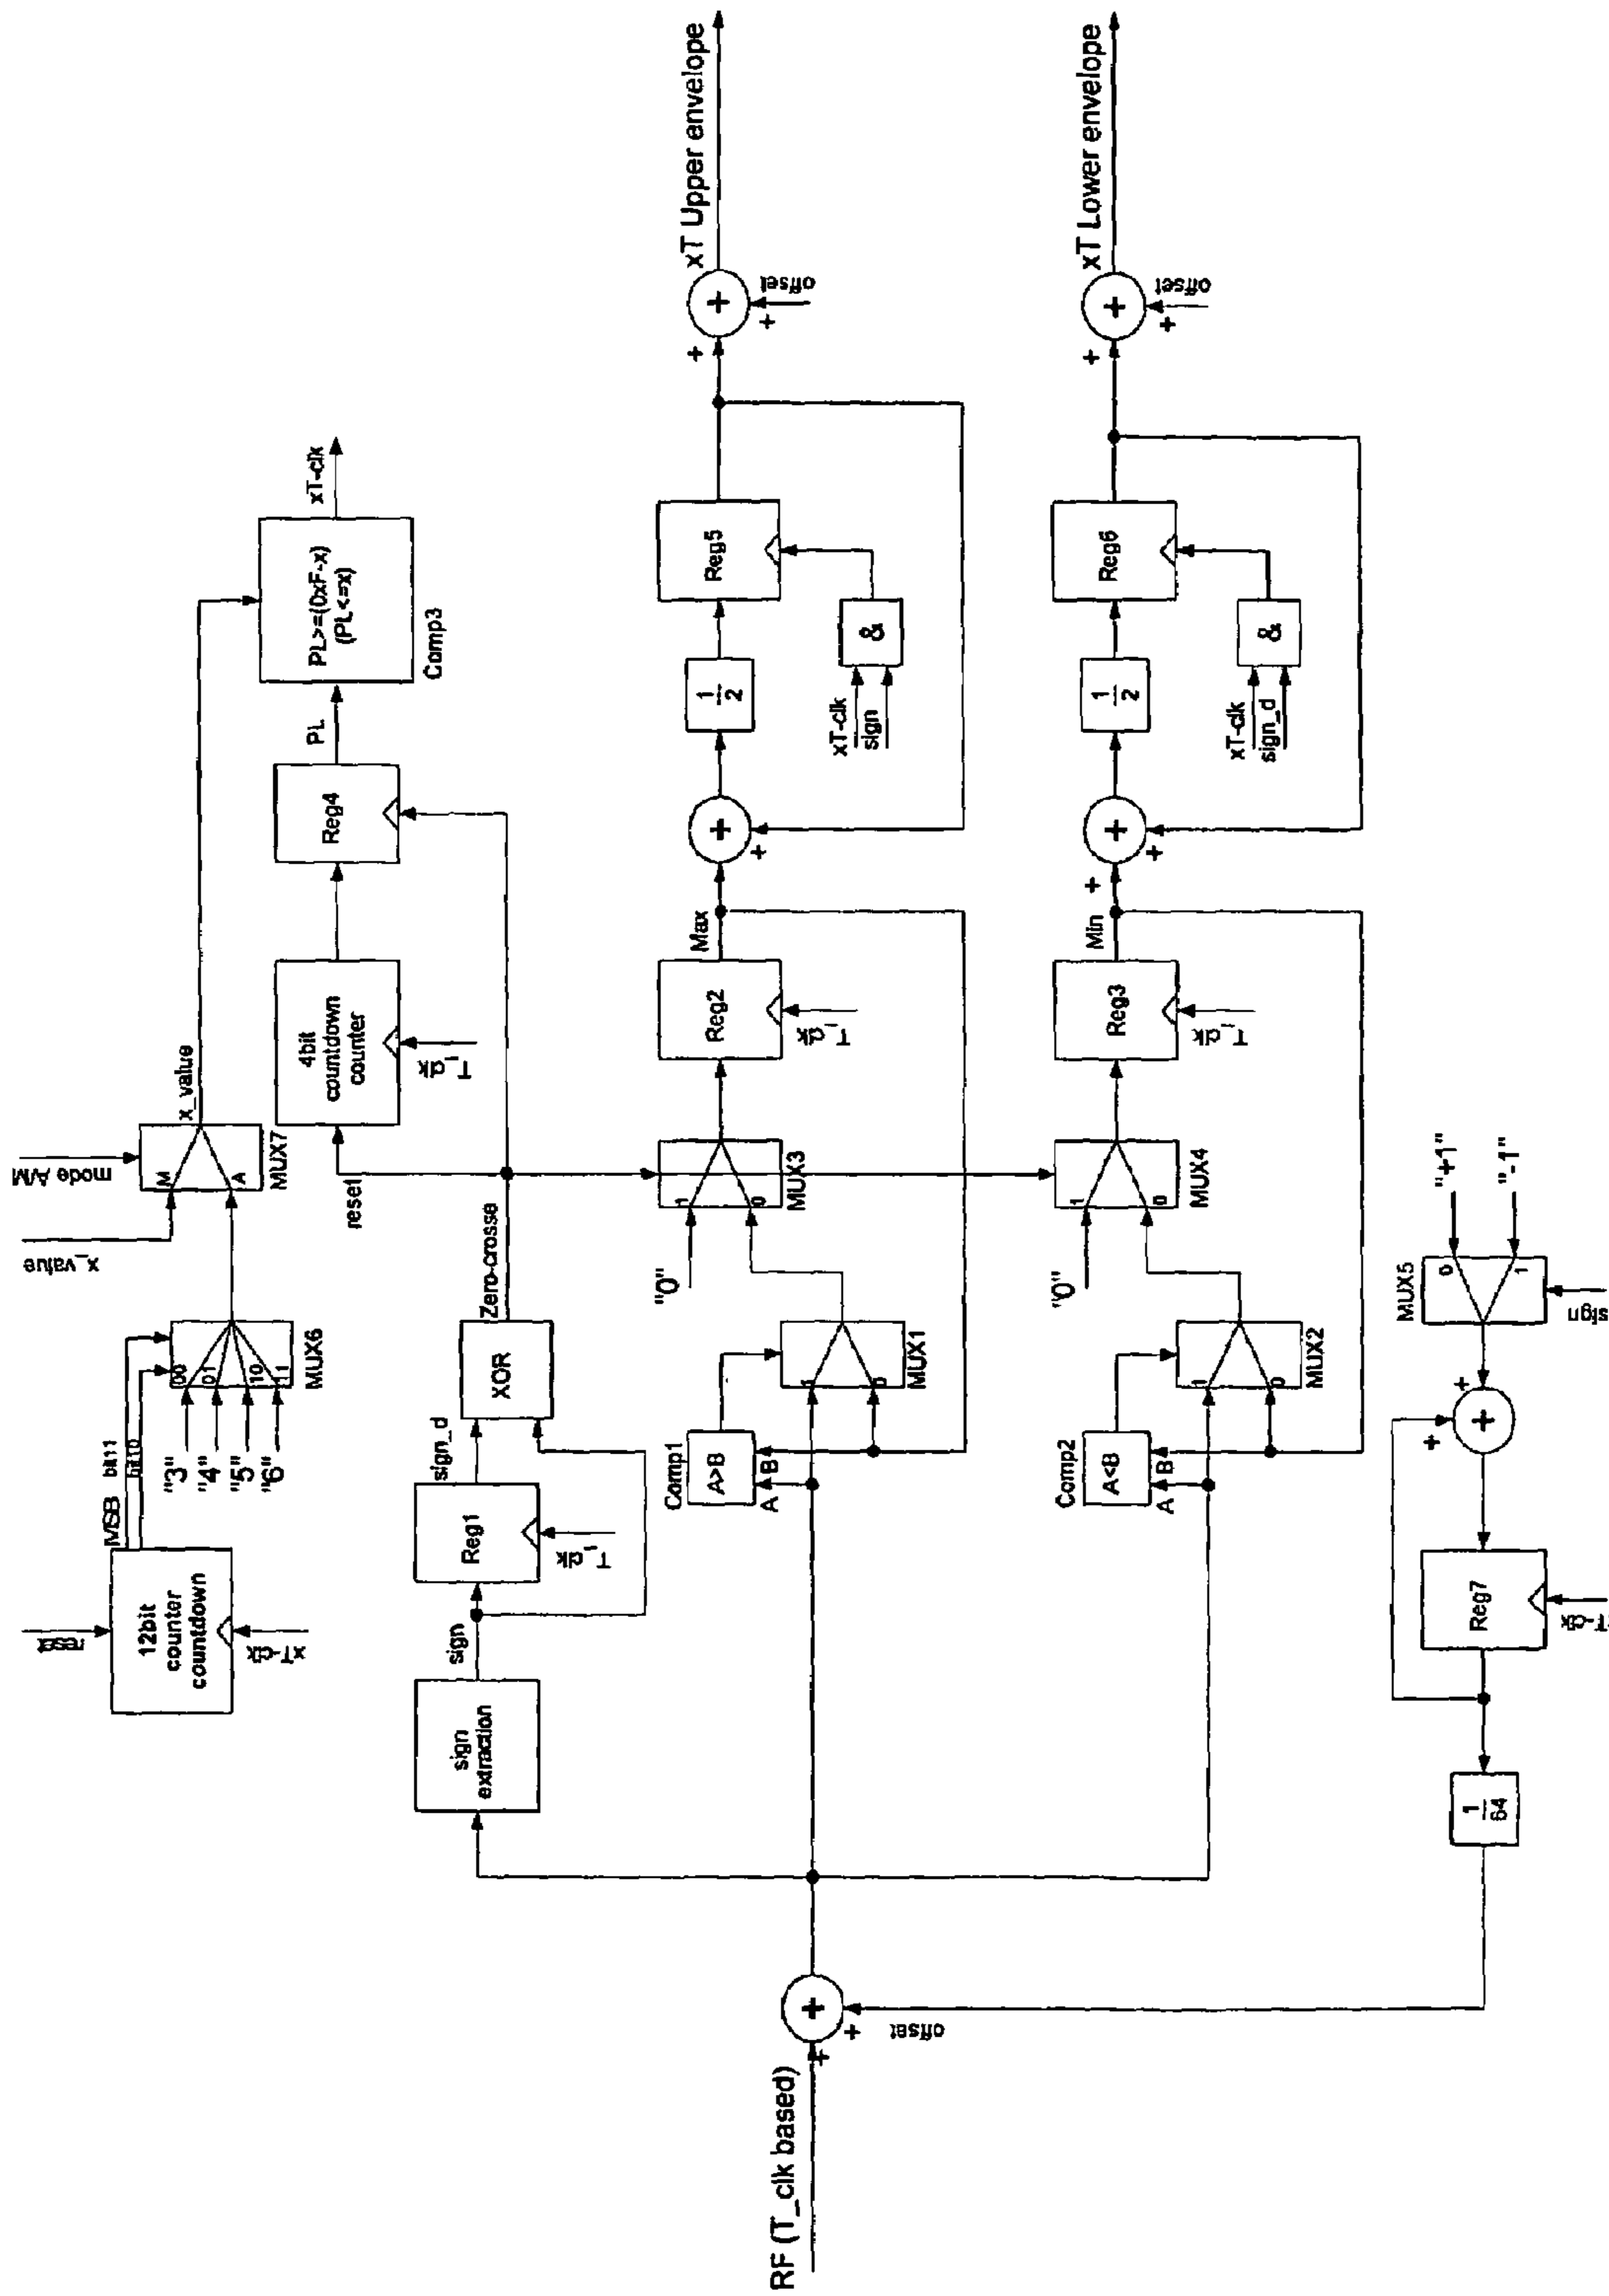 reset
12bit
counter
countdown
xT-clk
MSB
bit11
bit10
"3"
"4"
"5"
"6"
00
01
10
11
MUX6
x_value
mode A/M
M
A
MUX7
x_value
PL>=(0xF-x)
(PL<=x)
Comp3
xT-clk
sign
extraction
sign
Reg1
T_clk
sign_d
XOR
Zero-crosse
reset
4bit
countdown
counter
T_clk
Reg4
PL
Comp1
A>B
A
B
1
0
MUX1
"0"
1
0
MUX3
Reg2
T_clk
Max
+
+
1
2
Reg5
xT-clk
sign
&
+
+
+
offset
xT Upper envelope
RF (T_clk based)
+
+
+
offset
Comp2
A<B
A
B
1
0
MUX2
"0"
1
0
MUX4
Reg3
T_clk
Min
+
+
+
1
2
Reg6
xT-clk
sign_d
&
+
+
+
offset
xT Lower envelope
1
64
Reg7
T-clk
+
+
+
MUX5
0
1
"+1"
"-1"
sign